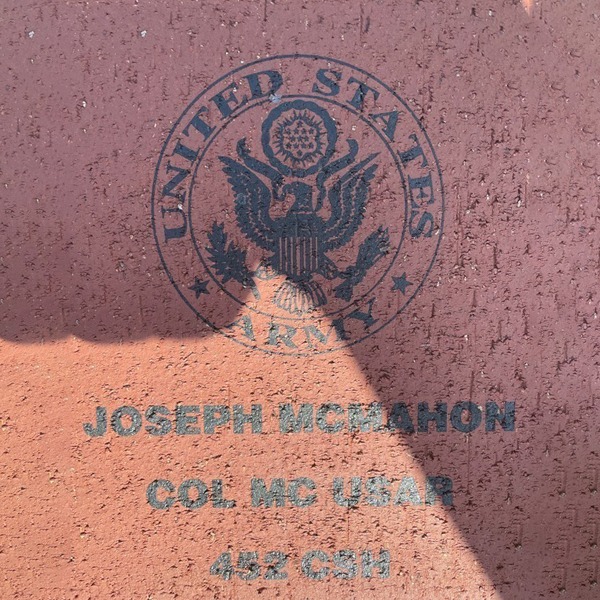 UNITED STATES
ARMY
JOSEPH MCMAHON
COL MC USAR
452 CSH